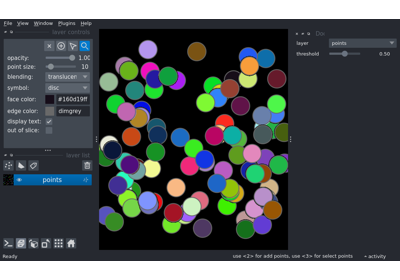 File View Window Plugins Help
layer controls
opacity: 1.00
point size: 10
blending: translucen
symbol: disc
face color: #160d19ff
edge color: dimgrey
display text:
out of slice:
layer list
points
layer points
threshold 0.50
Ready use <2> for add points, use <3> for select points activity